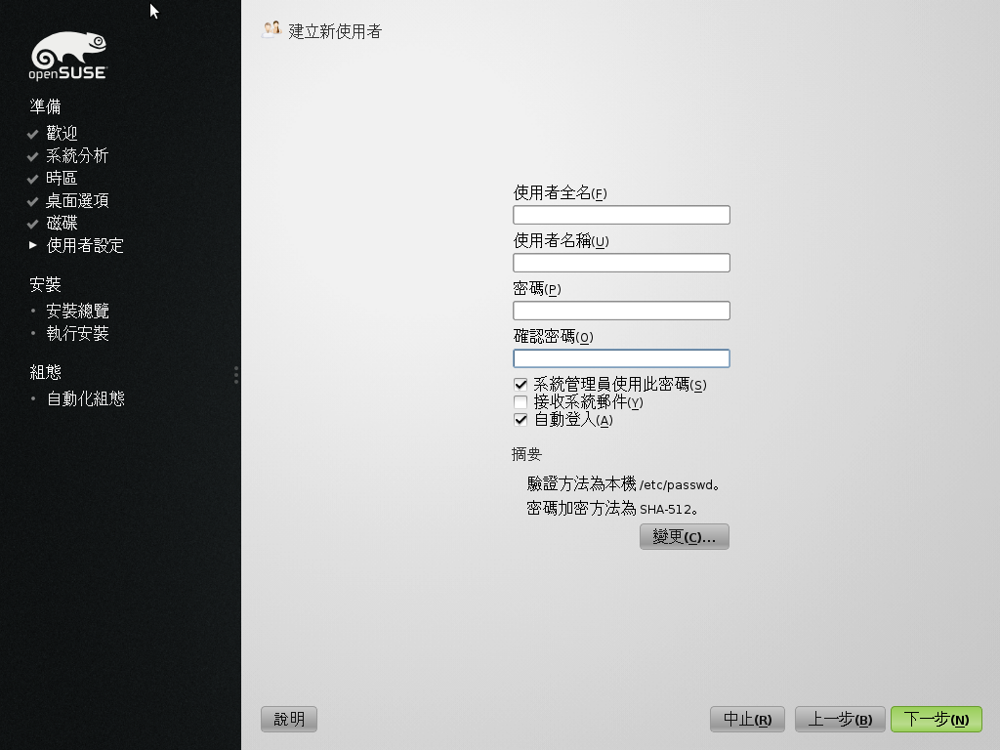 openSUSE
準備
歡迎
系統分析
時區
桌面選項
磁碟
使用者設定
安裝
安裝總覽
執行安裝
組態
自動化組態
建立新使用者
使用者全名(F)
使用者名稱(U)
密碼(P)
確認密碼(O)
系統管理員使用此密碼(S)
接收系統郵件(Y)
自動登入(A)
摘要
驗證方法為本機 /etc/passwd。
密碼加密方法為 SHA-512。
變更(C)...
說明
中止(R)
上一步(B)
下一步(N)